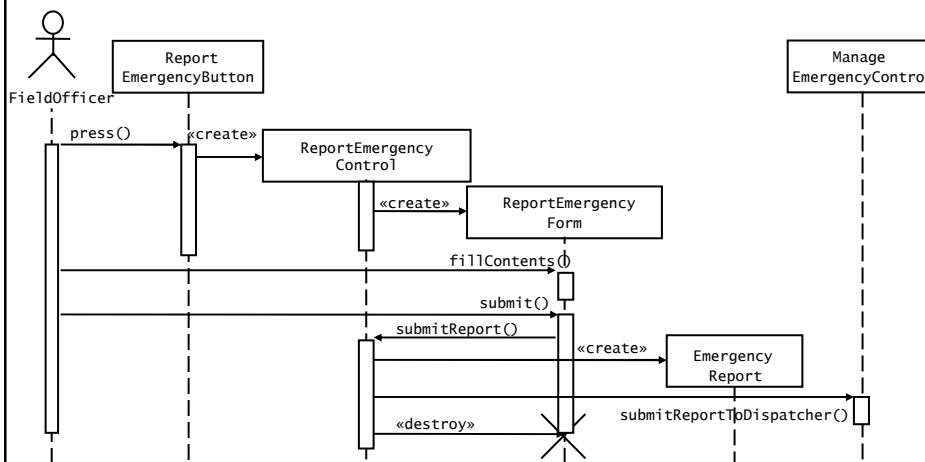 Report
EmergencyButton
Manage
EmergencyControl
FieldOfficer
press()
«create»
ReportEmergency
Control
«create»
ReportEmergency
Form
fillContents()
submit()
submitReport()
«create»
Emergency
Report
submitReportToDispatcher()
«destroy»